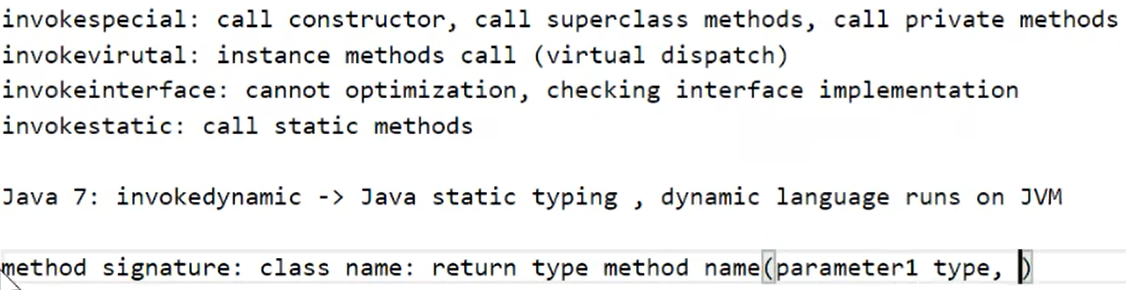 invokespecial: call constructor, call superclass methods, call private methods
invokevirutal: instance methods call (virtual dispatch)
invokeinterface: cannot optimization, checking interface implementation
invokestatic: call static methods
Java 7: invokedynamic -> Java static typing , dynamic language runs on JVM
method signature: class name: return type method name(parameter1 type, )